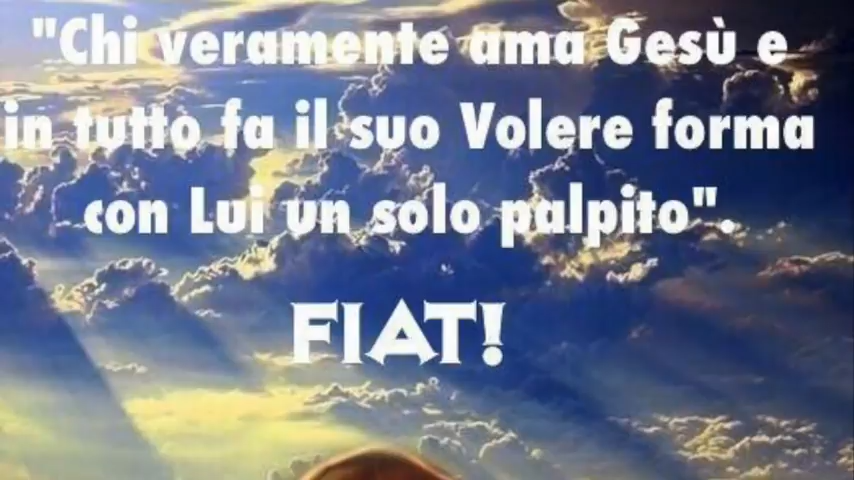 "Chi veramente ama Gesù e
in tutto fa il suo Volere forma
con Lui un solo palpito".
FIAT!